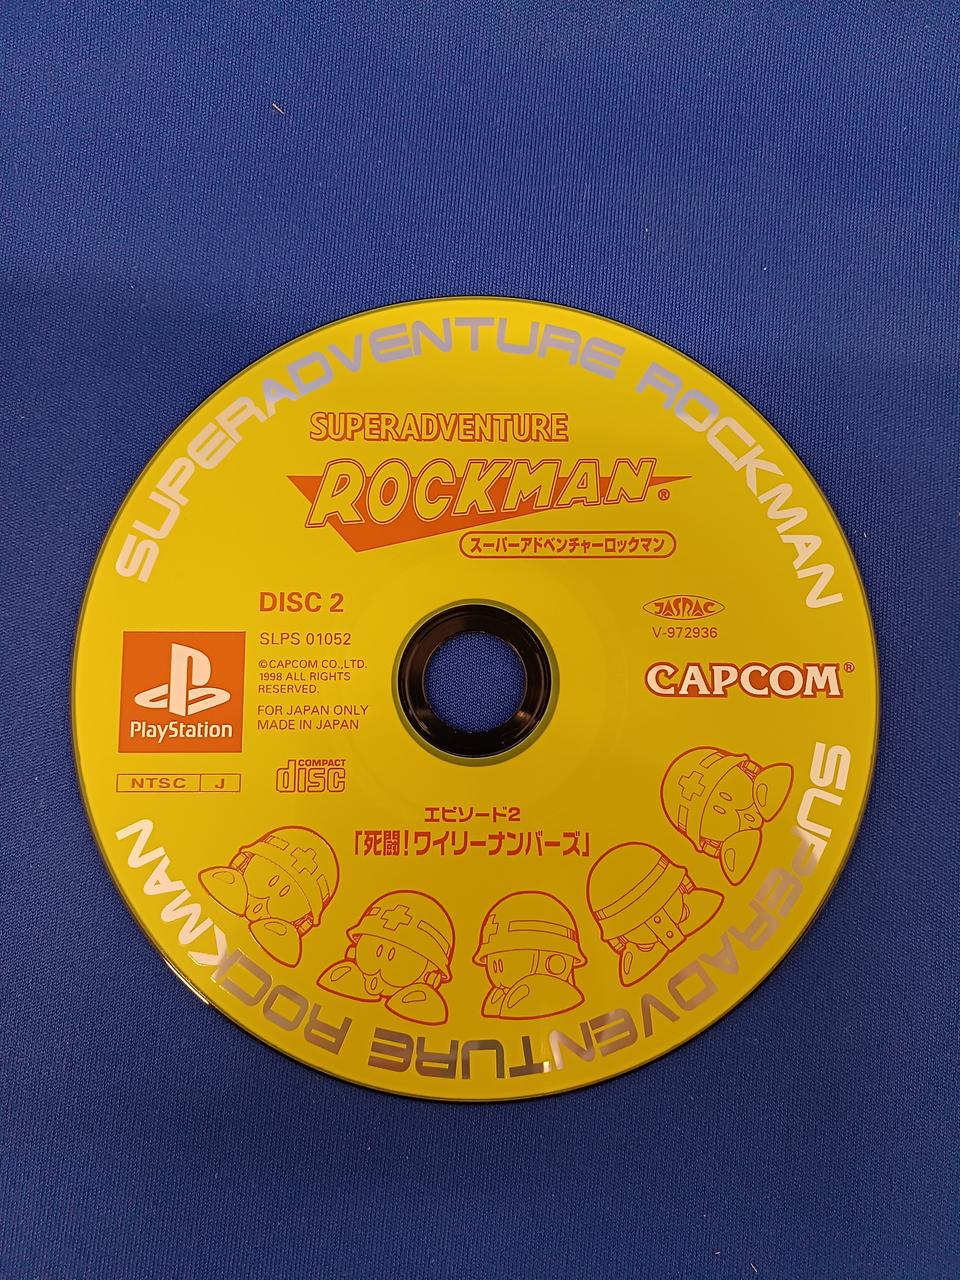 SUPERADVENTURE ROCKMAN
SUPERADVENTURE
ROCKMAN®
スーパーアドベンチャーロックマン
DISC 2
SLPS 01052
©CAPCOM CO.,LTD.
1998 ALL RIGHTS
RESERVED.
FOR JAPAN ONLY
MADE IN JAPAN
PlayStation
NTSC J
COMPACT
disc
JASRAC
V-972936
CAPCOM®
エピソード2
「死闘!ワイリーナンバーズ」
SUPERADVENTURE ROCKMAN